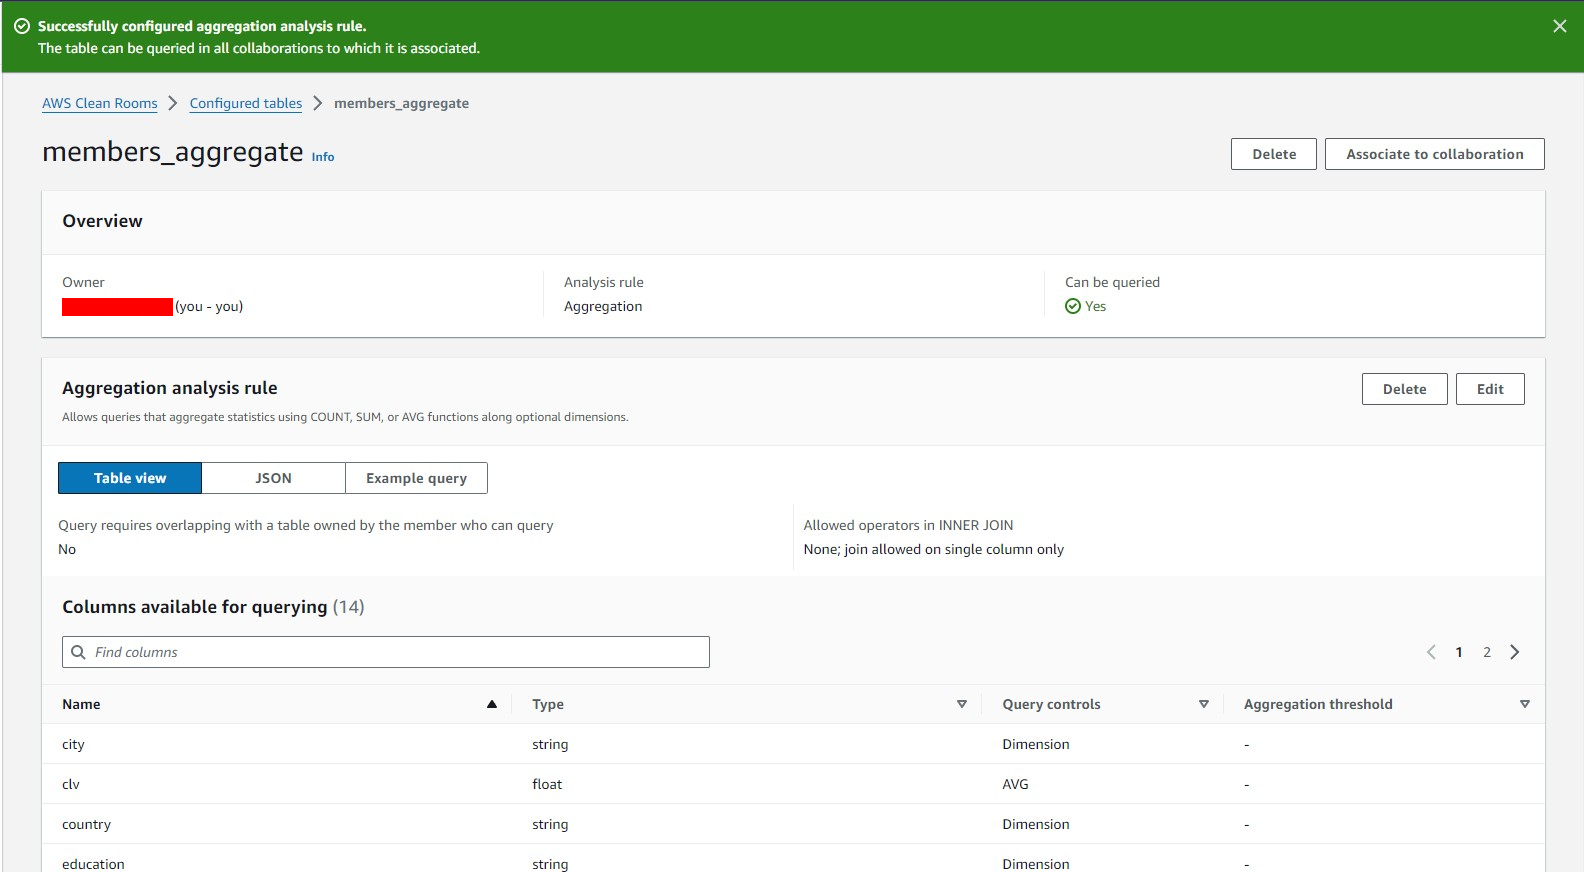 Successfully configured aggregation analysis rule.
The table can be queried in all collaborations to which it is associated.
AWS Clean Rooms > Configured tables > members_aggregate
members_aggregate Info
Delete Associate to collaboration
Overview
Owner Analysis rule Can be queried
(you - you) Aggregation Yes
Aggregation analysis rule
Delete Edit
Allows queries that aggregate statistics using COUNT, SUM, or AVG functions along optional dimensions.
Table view JSON Example query
Query requires overlapping with a table owned by the member who can query Allowed operators in INNER JOIN
No None; join allowed on single column only
Columns available for querying (14)
Find columns 1 2
Name Type Query controls Aggregation threshold
city string Dimension -
clv float AVG -
country string Dimension -
education string Dimension -